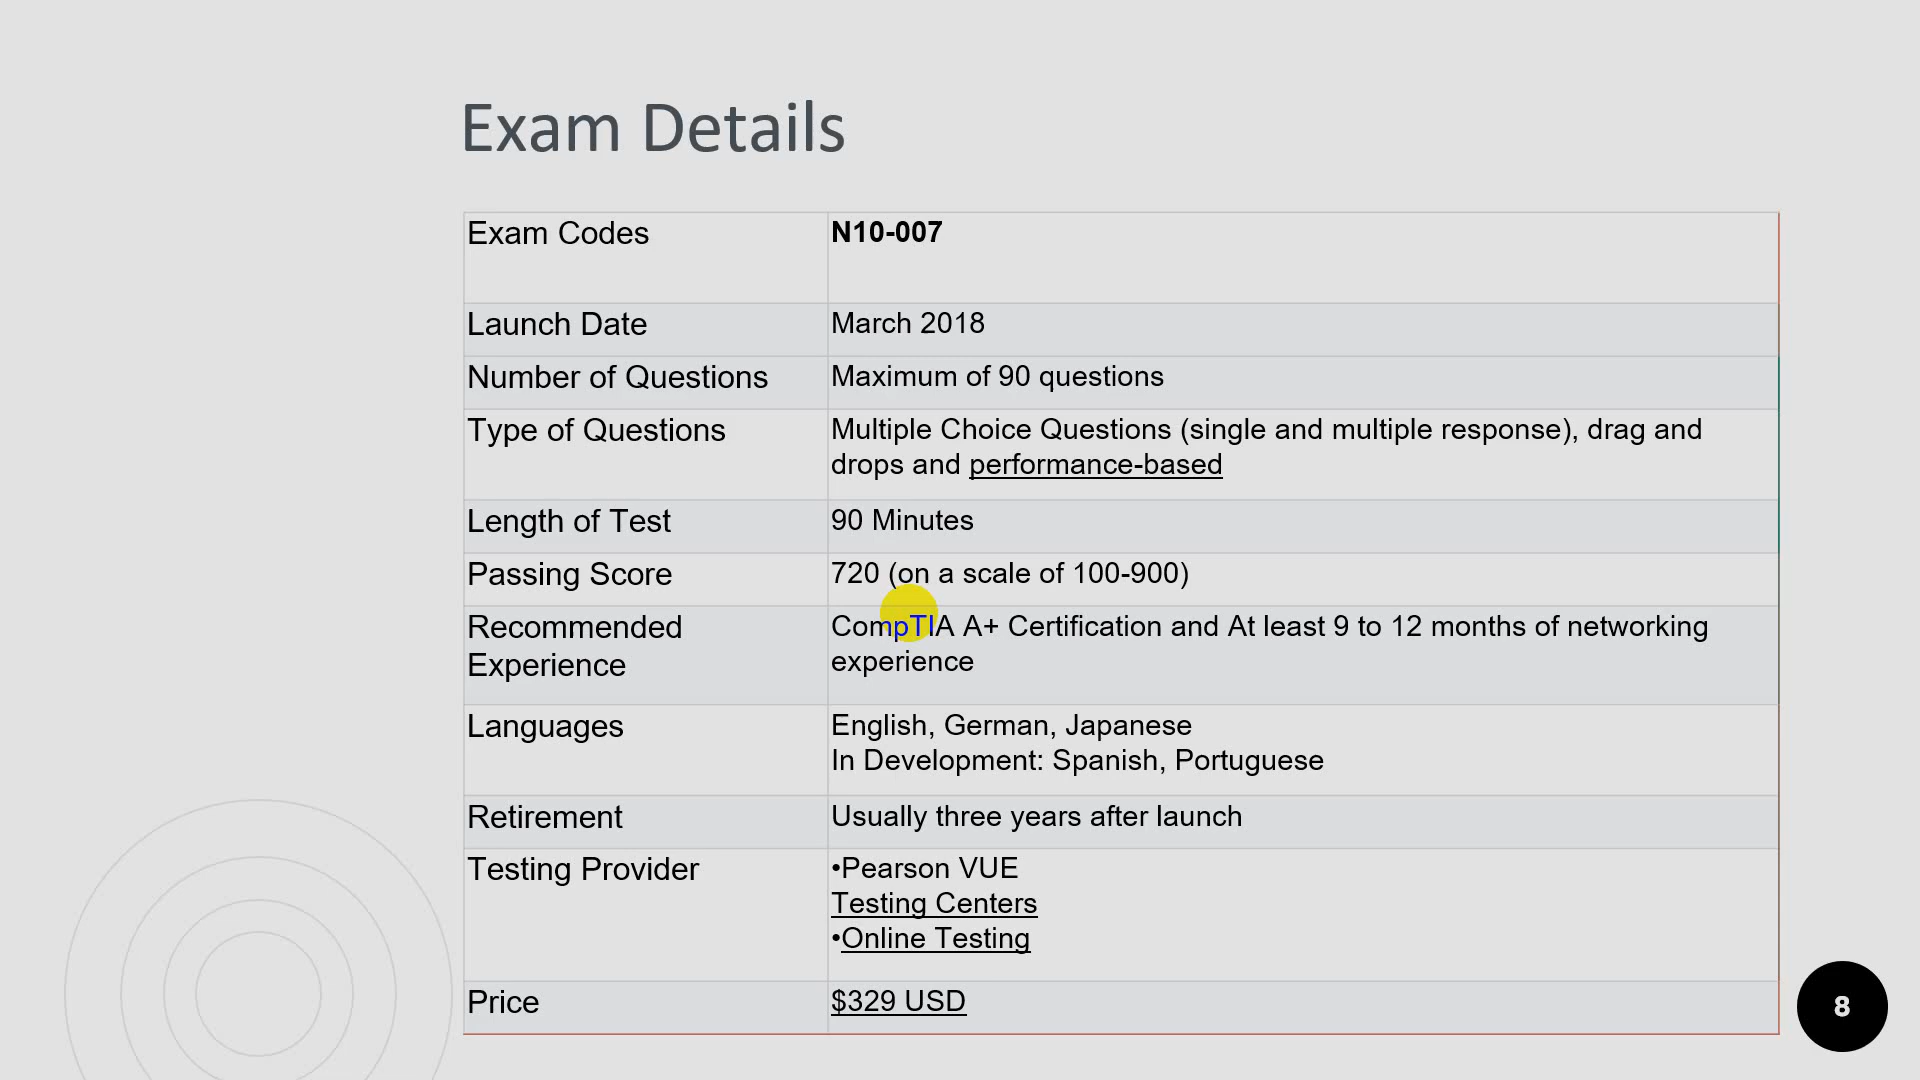 Exam Details
Exam Codes
N10-007
Launch Date
March 2018
Number of Questions
Maximum of 90 questions
Type of Questions
Multiple Choice Questions (single and multiple response), drag and
drops and performance-based
Length of Test
90 Minutes
Passing Score
720 (on a scale of 100-900)
Recommended
Experience
CompTIA A+ Certification and At least 9 to 12 months of networking
experience
Languages
English, German, Japanese
In Development: Spanish, Portuguese
Retirement
Usually three years after launch
Testing Provider
•Pearson VUE
Testing Centers
•Online Testing
Price
$329 USD
8